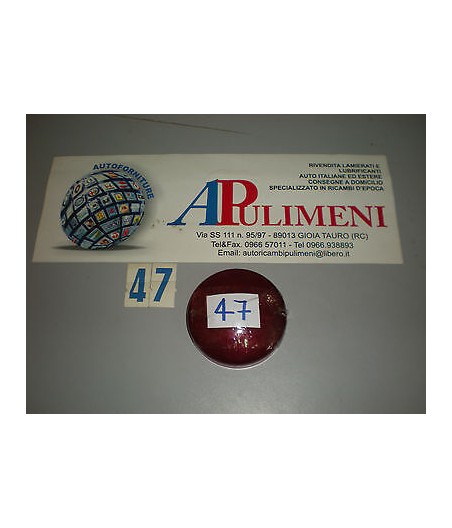 AUTOFORNITURE
RIVENDITA LAMIERATI E
LUBRIFICANTI
AUTO ITALIANE ED ESTERE
CONSEGNE A DOMICILIO
SPECIALIZZATO IN RICAMBI D'EPOCA
APULIMENI
Via SS 111 n. 95/97 - 89013 GIOIA TAURO (RC)
Tel&Fax. 0966 57011 - Tel 0966.938893
Email: autoricambipulimeni@libero.it
47
47